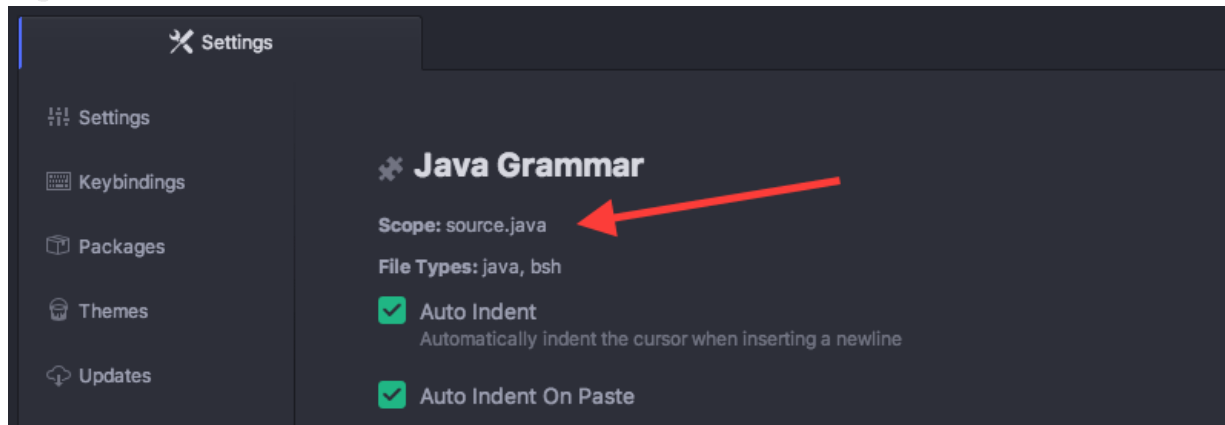 Settings
Settings
Keybindings
Packages
Themes
Updates
Java Grammar
Scope: source.java
File Types: java, bsh
Auto Indent
Automatically indent the cursor when inserting a newline
Auto Indent On Paste